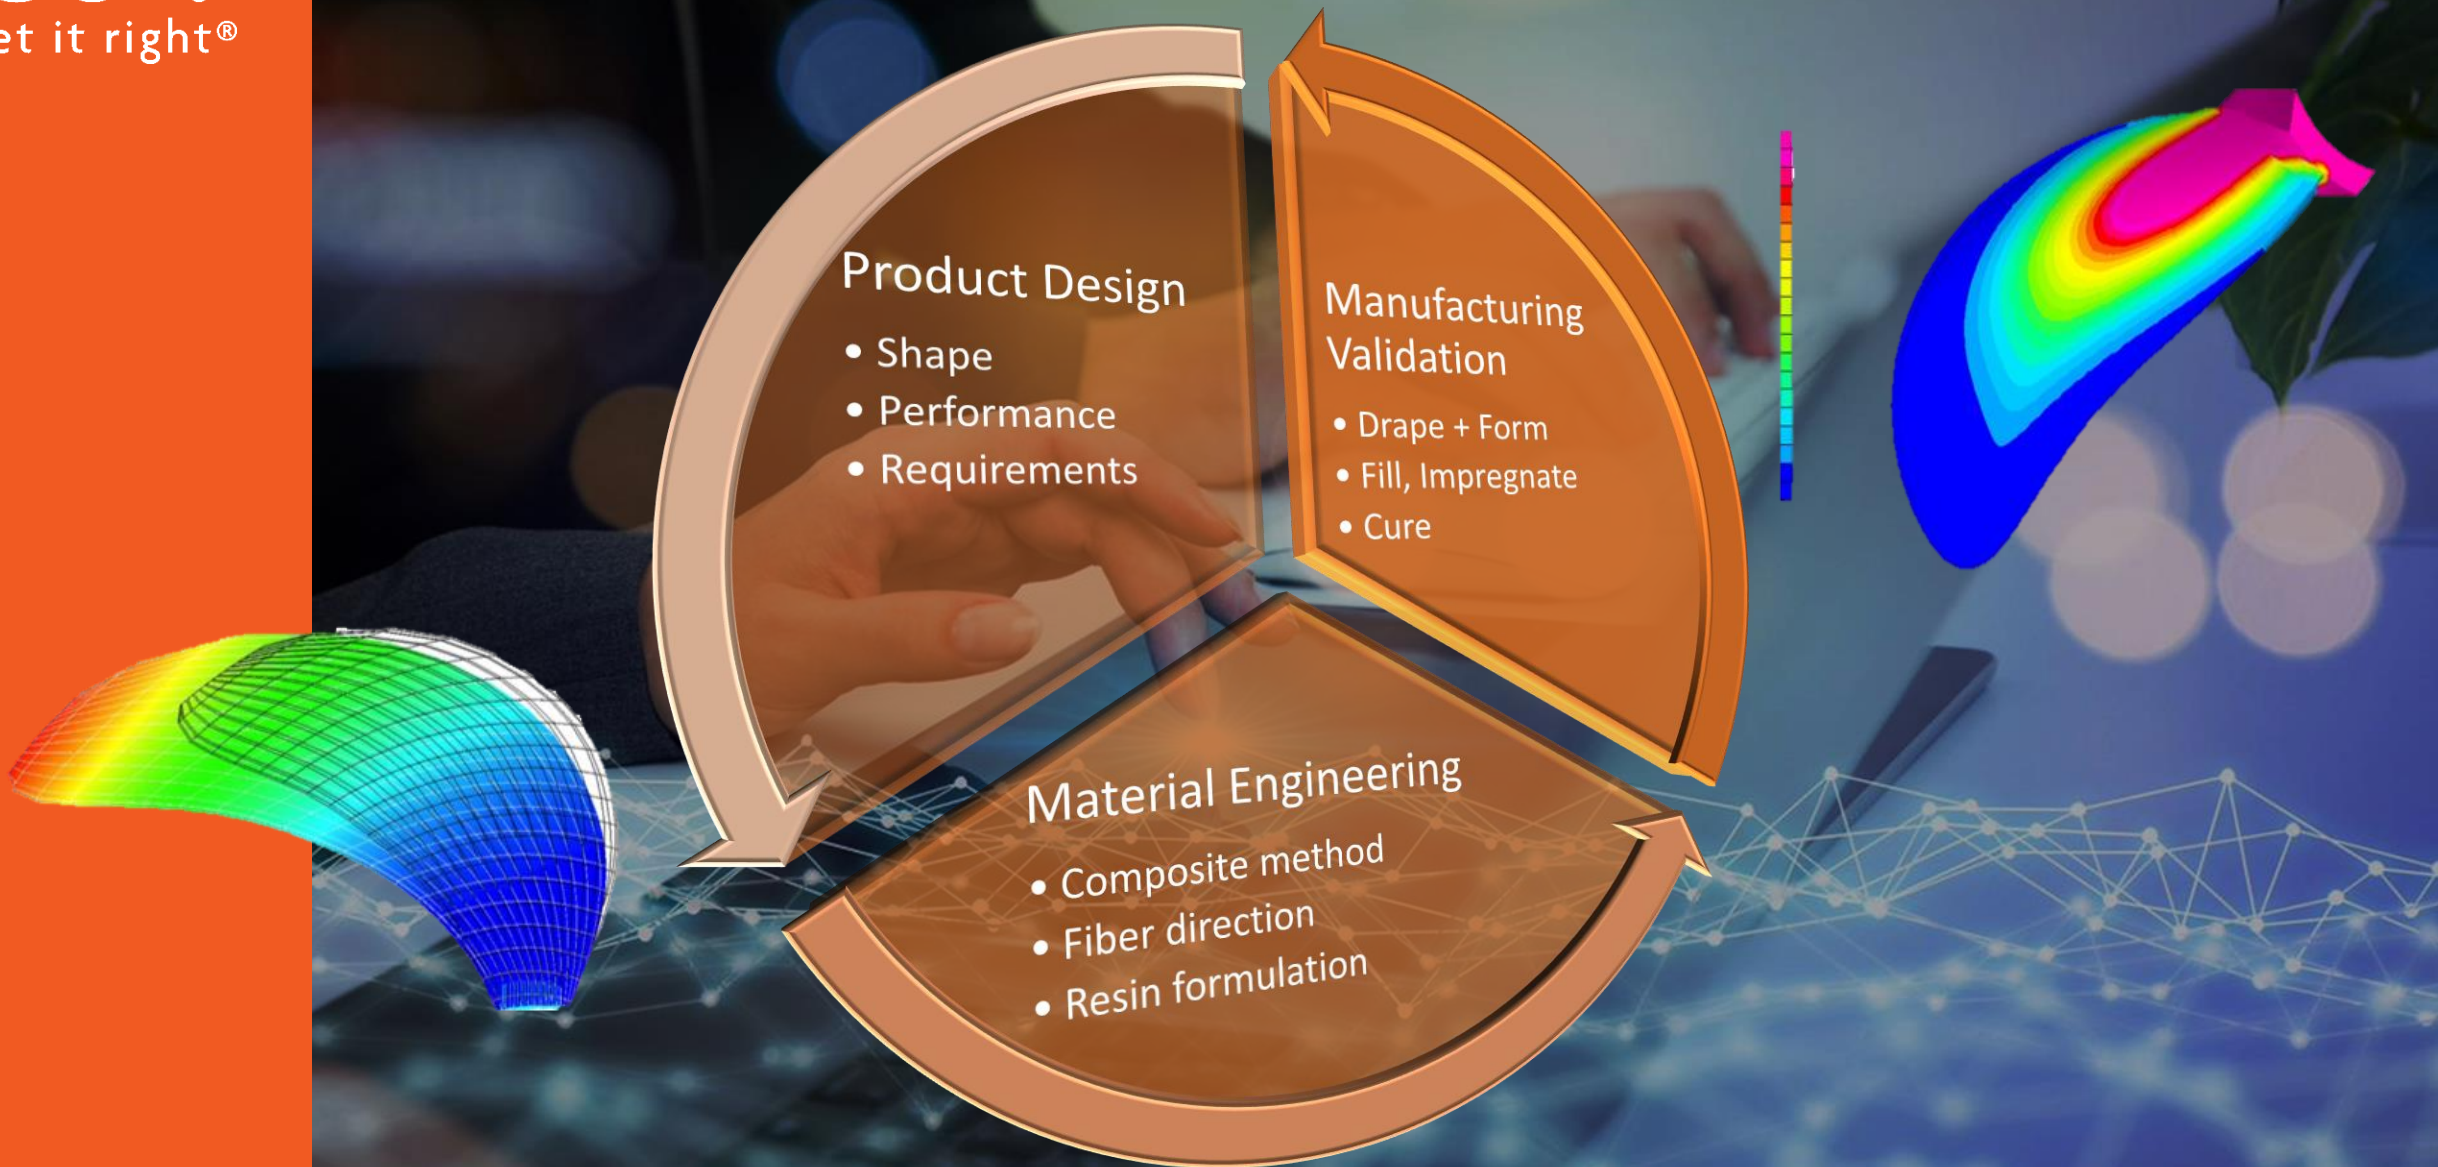 et it right®
Product Design
• Shape
• Performance
• Requirements
Manufacturing
Validation
• Drape + Form
• Fill, Impregnate
• Cure
Material Engineering
• Composite method
• Fiber direction
• Resin formulation